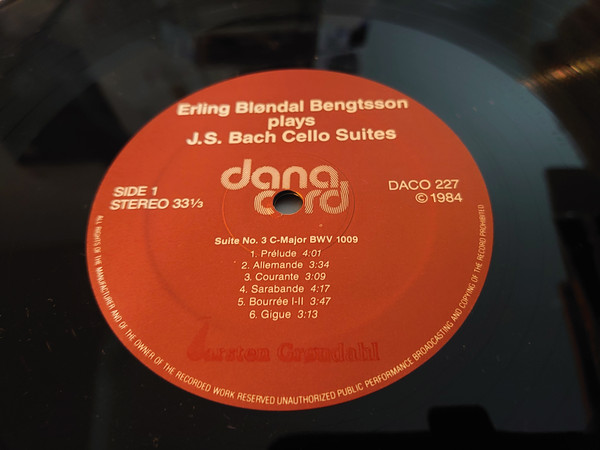 Erling Bløndal Bengtsson
plays
J.S. Bach Cello Suites
dana
cord
SIDE 1
STEREO 33⅓
DACO 227
© 1984
Suite No. 3 C-Major BWV 1009
1. Prélude 4:01
2. Allemande 3:34
3. Courante 3:09
4. Sarabande 4:17
5. Bourrée I-II 3:47
6. Gigue 3:13
Carsten Grøndahl
ALL RIGHTS OF THE MANUFACTURER AND OF THE OWNER OF THE RECORDED WORK RESERVED UNAUTHORIZED PUBLIC PERFORMANCE BROADCASTING AND COPYING OF THE RECORD PROHIBITED